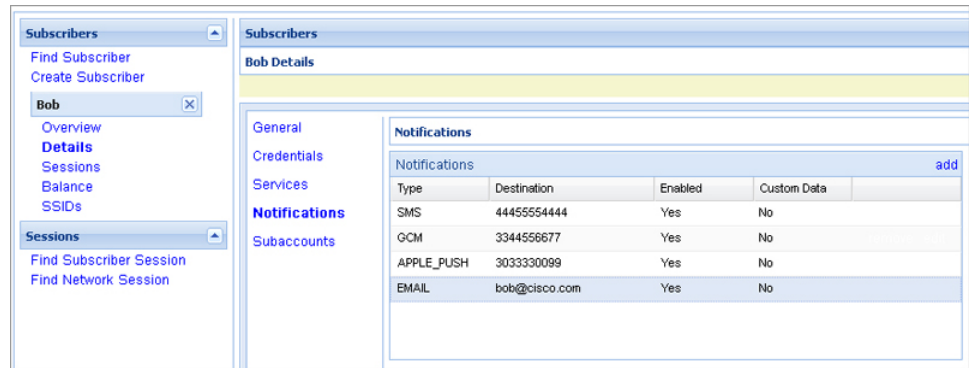 Subscribers
Find Subscriber
Create Subscriber
Bob
Overview
Details
Sessions
Balance
SSIDs
Sessions
Find Subscriber Session
Find Network Session
Subscribers
Bob Details
General
Credentials
Services
Notifications
Subaccounts
Notifications
Notifications add
Type Destination Enabled Custom Data
SMS 44455554444 Yes No
GCM 3344556677 Yes No
APPLE_PUSH 3033330099 Yes No
EMAIL bob@cisco.com Yes No